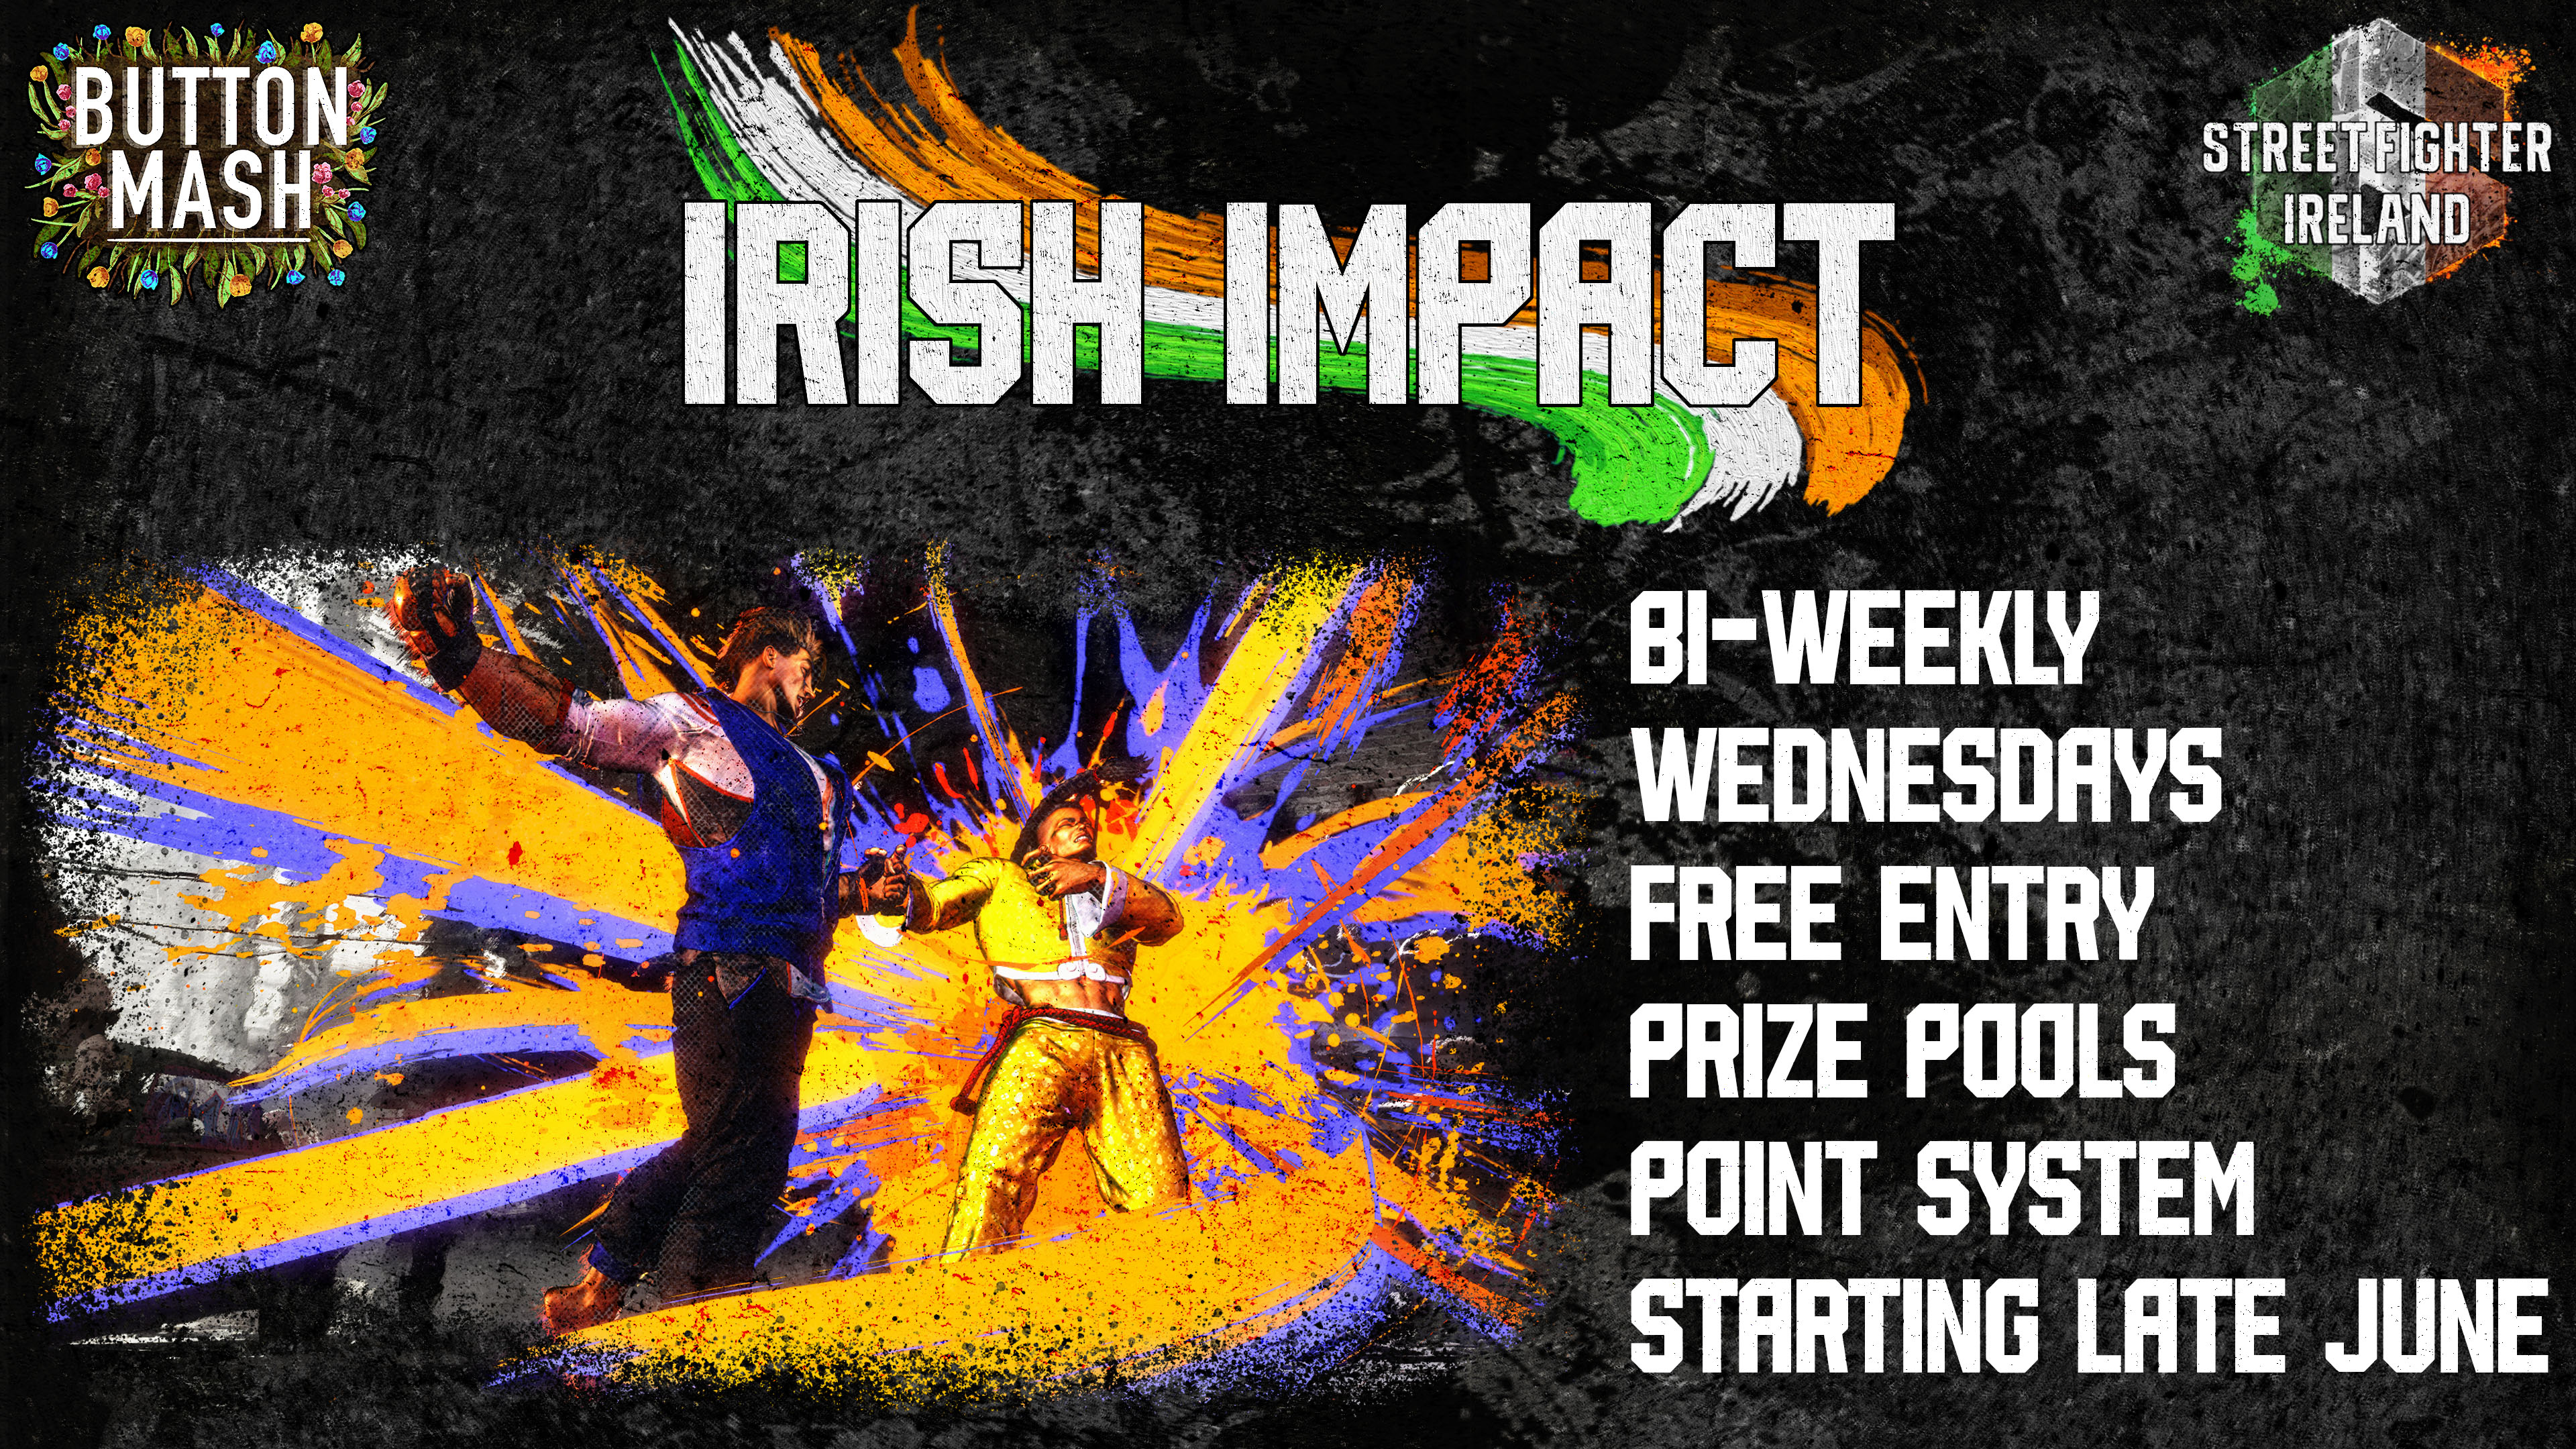 BUTTON
MASH
IRISH IMPACT
STREET FIGHTER
IRELAND
BI-WEEKLY
WEDNESDAYS
FREE ENTRY
PRIZE POOLS
POINT SYSTEM
STARTING LATE JUNE